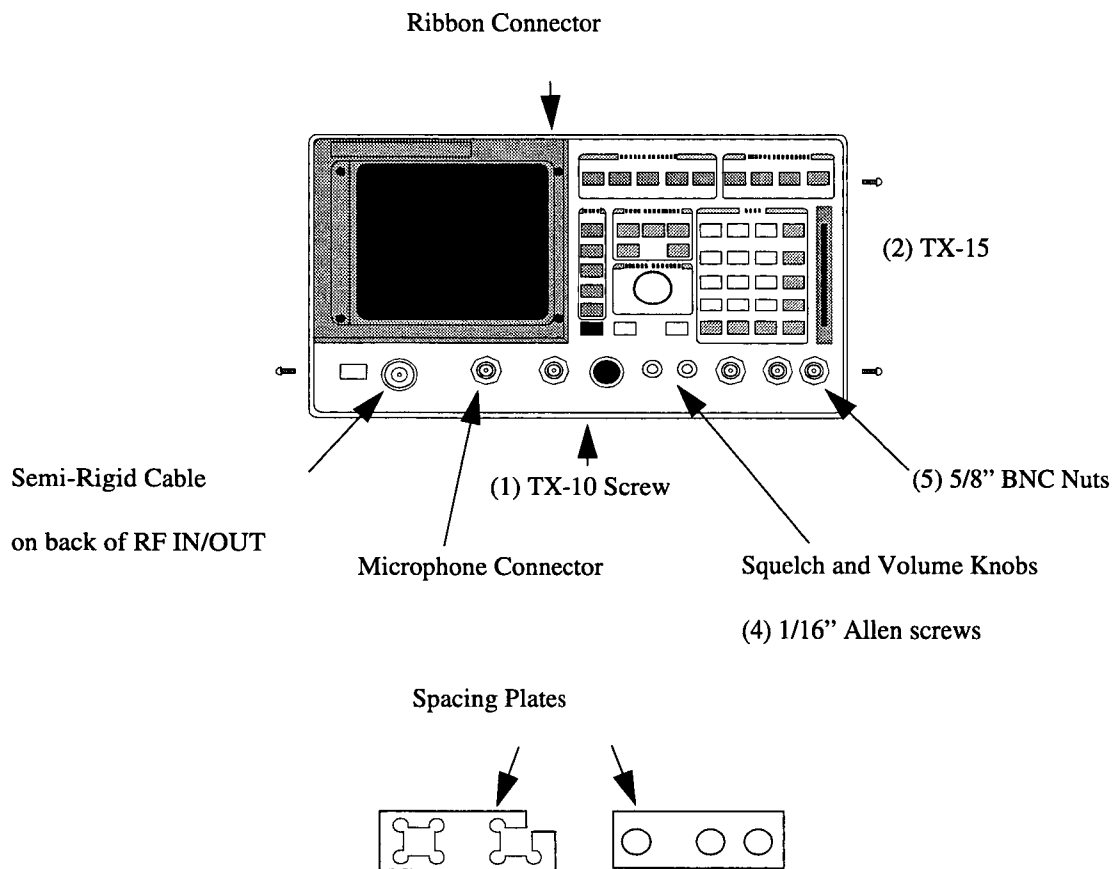 Ribbon Connector
(2) TX-15
Semi-Rigid Cable
on back of RF IN/OUT
(1) TX-10 Screw
(5) 5/8” BNC Nuts
Microphone Connector
Squelch and Volume Knobs
(4) 1/16” Allen screws
Spacing Plates